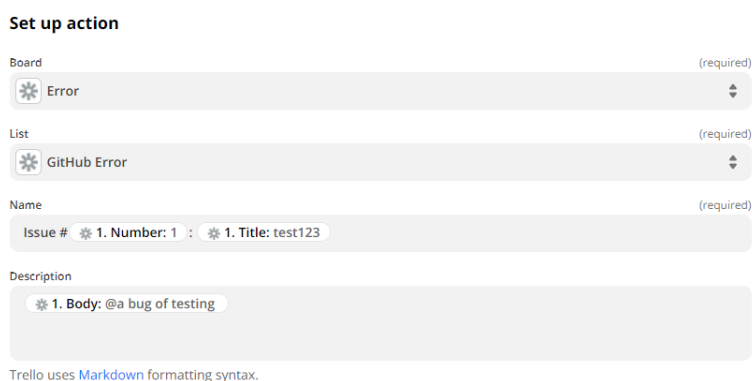 Set up action
Board (required)
Error
List (required)
GitHub Error
Name (required)
Issue # 1. Number: 1 : 1. Title: test123
Description
1. Body: @a bug of testing
Trello uses Markdown formatting syntax.